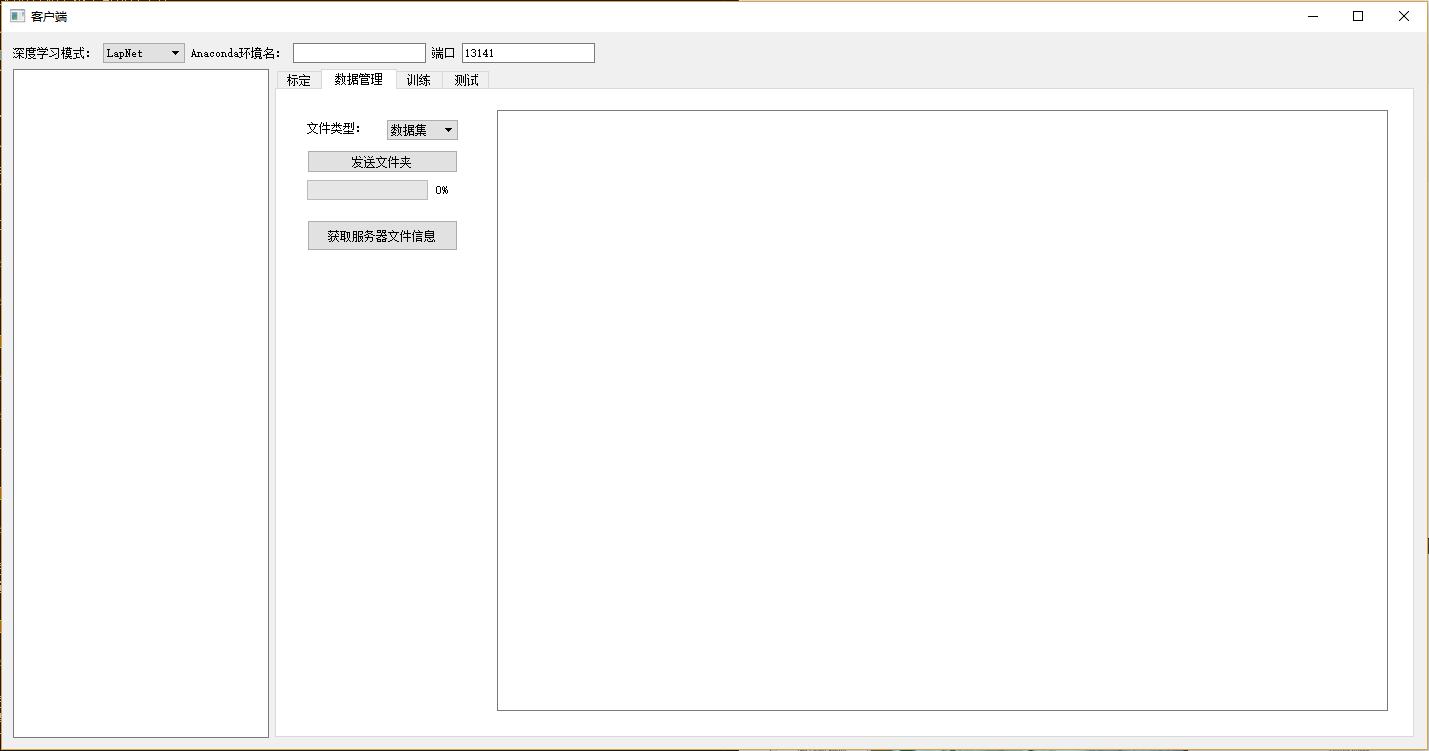 客户端
深度学习模式： LapNet Anaconda环境名： 端口 13141
标定 数据管理 训练 测试
文件类型： 数据集
发送文件夹
0%
获取服务器文件信息